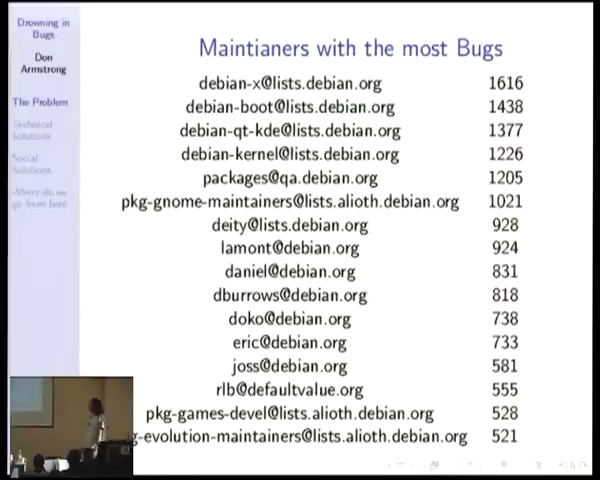 Drowning in
Bugs
Don
Armstrong
The Problem
Technical
Solutions
Social
Solutions
Where do we
go from here
Maintianers with the most Bugs
debian-x@lists.debian.org 1616
debian-boot@lists.debian.org 1438
debian-qt-kde@lists.debian.org 1377
debian-kernel@lists.debian.org 1226
packages@qa.debian.org 1205
pkg-gnome-maintainers@lists.alioth.debian.org 1021
deity@lists.debian.org 928
lamont@debian.org 924
daniel@debian.org 831
dburrows@debian.org 818
doko@debian.org 738
eric@debian.org 733
joss@debian.org 581
rlb@defaultvalue.org 555
pkg-games-devel@lists.alioth.debian.org 528
g-evolution-maintainers@lists.alioth.debian.org 521